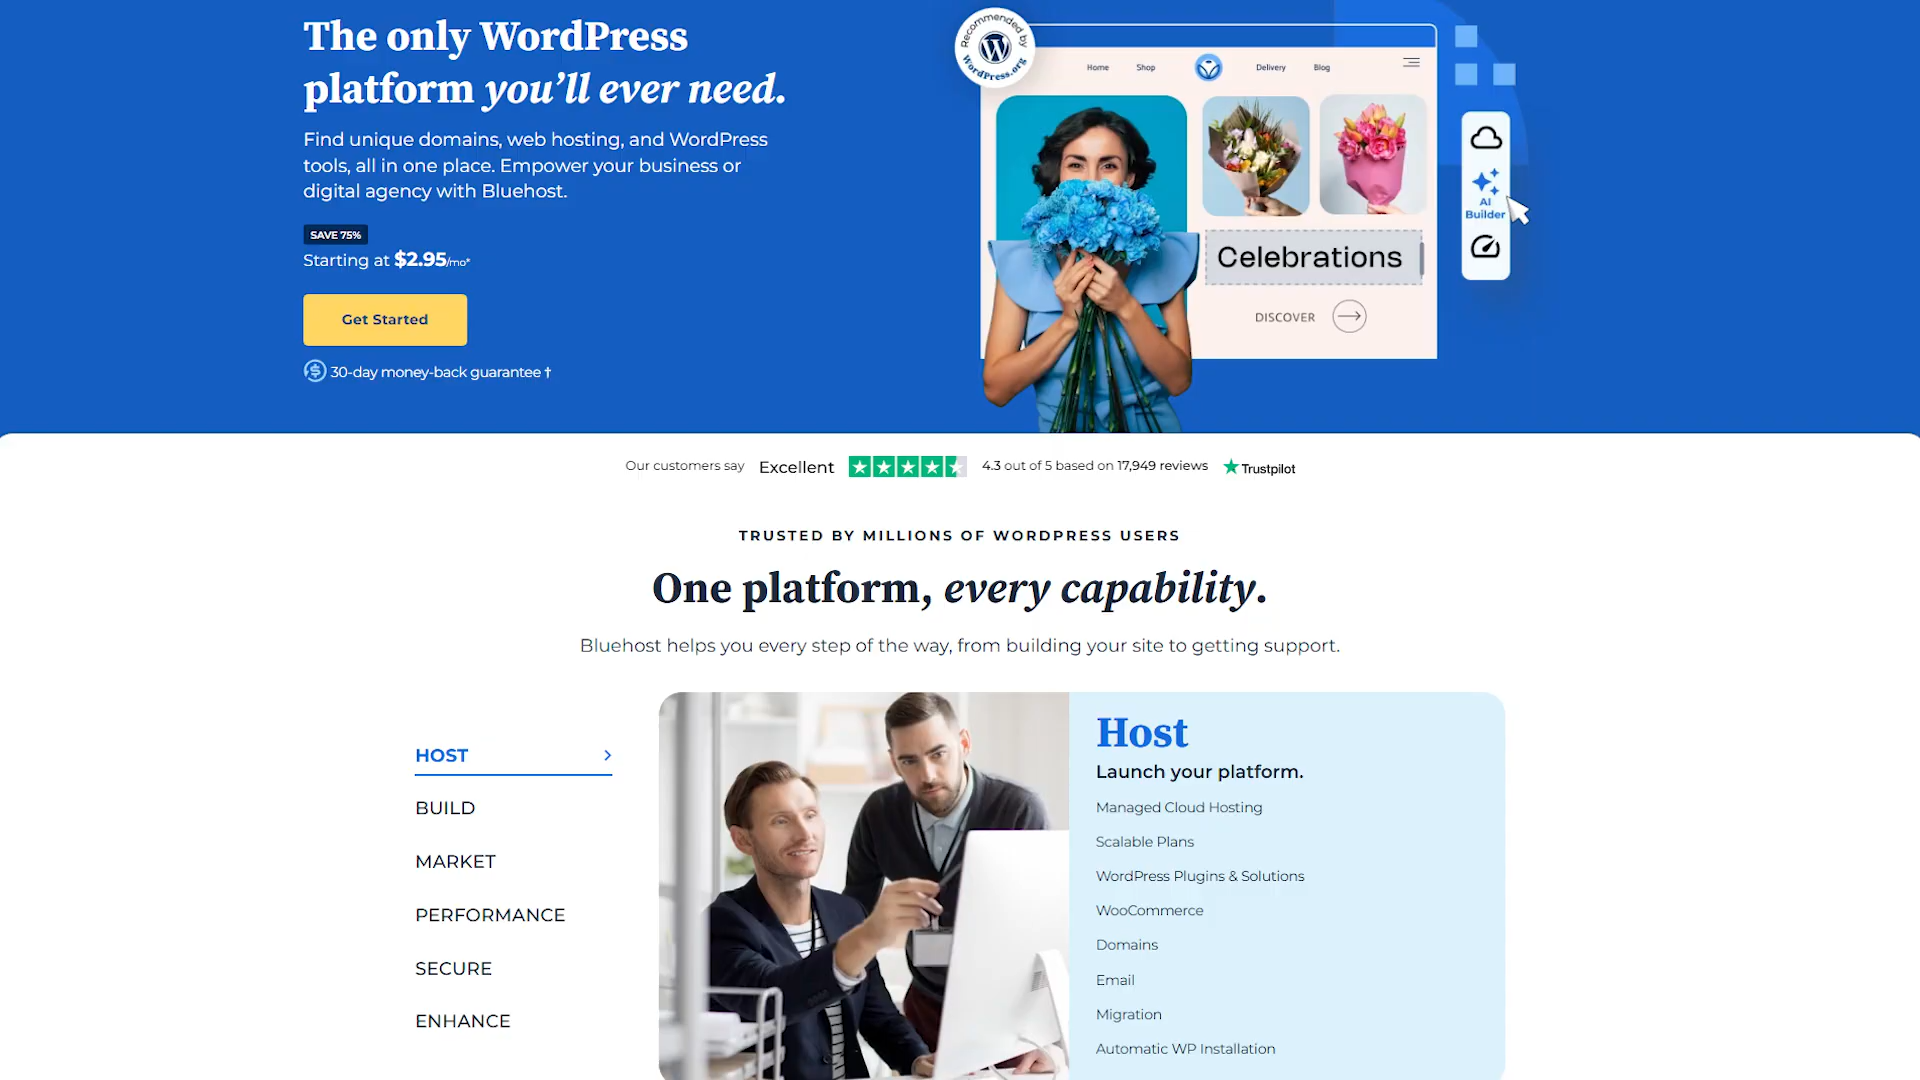 The only WordPress
platform you'll ever need.
Find unique domains, web hosting, and WordPress
tools, all in one place. Empower your business or
digital agency with Bluehost.
SAVE 75%
Starting at $2.95/mo*
Get Started
30-day money-back guarantee †
Recommended by
WordPress.org
Home Shop Delivery Blog
Celebrations
DISCOVER
AI
Builder
Our customers say Excellent 4.3 out of 5 based on 17,949 reviews Trustpilot
TRUSTED BY MILLIONS OF WORDPRESS USERS
One platform, every capability.
Bluehost helps you every step of the way, from building your site to getting support.
HOST
BUILD
MARKET
PERFORMANCE
SECURE
ENHANCE
Host
Launch your platform.
Managed Cloud Hosting
Scalable Plans
WordPress Plugins & Solutions
WooCommerce
Domains
Email
Migration
Automatic WP Installation